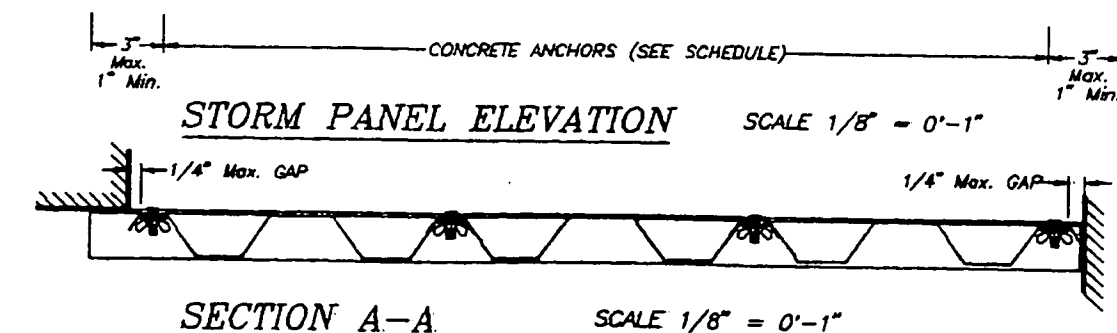 3" CONCRETE ANCHORS (SEE SCHEDULE) 3"
Max. Max.
1" Min. 1" Min.
STORM PANEL ELEVATION SCALE 1/8" = 0'-1"
1/4" Max. GAP 1/4" Max. GAP
SECTION A-A SCALE 1/8" = 0'-1"